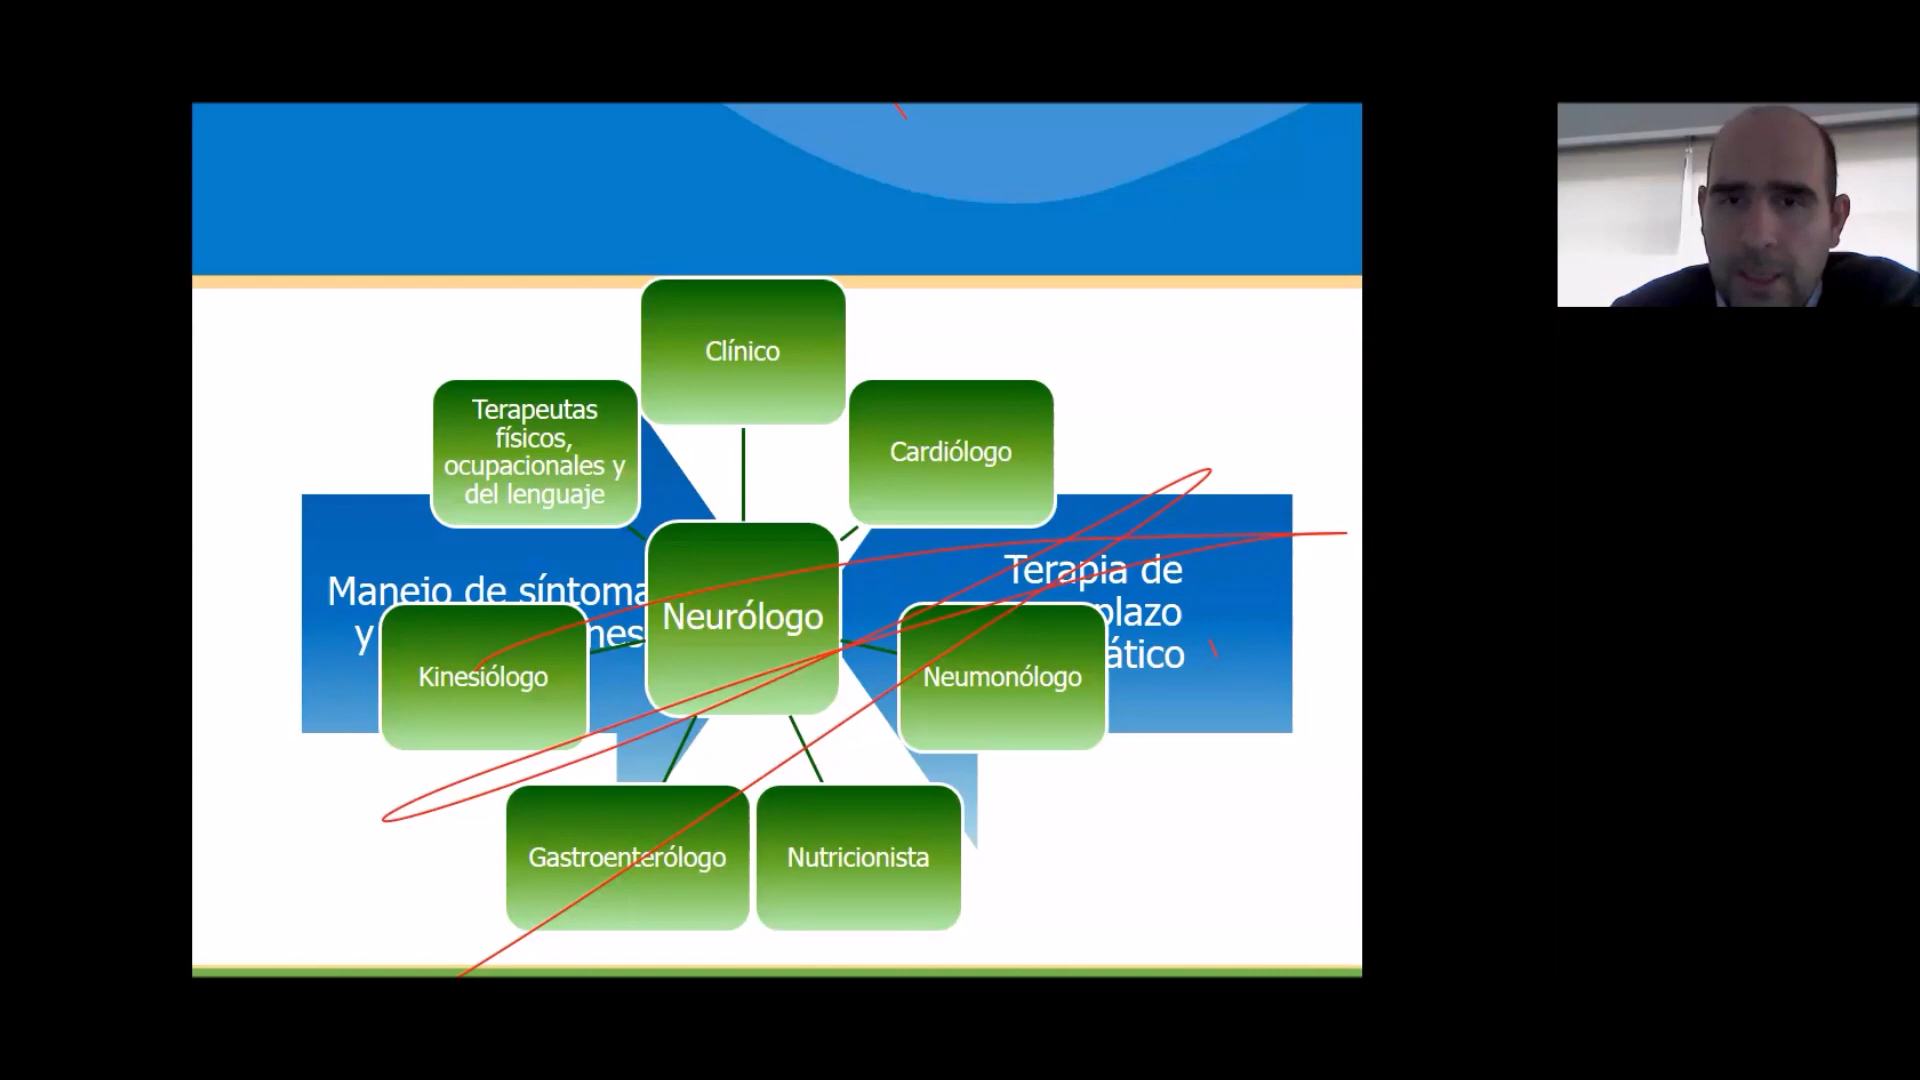 Clínico
Terapeutas
físicos,
ocupacionales y
del lenguaje
Cardiólogo
Manejo de síntoma
y
nes
Neurólogo
Terapia de
plazo
ático
Kinesiólogo
Neumonólogo
Gastroenterólogo
Nutricionista